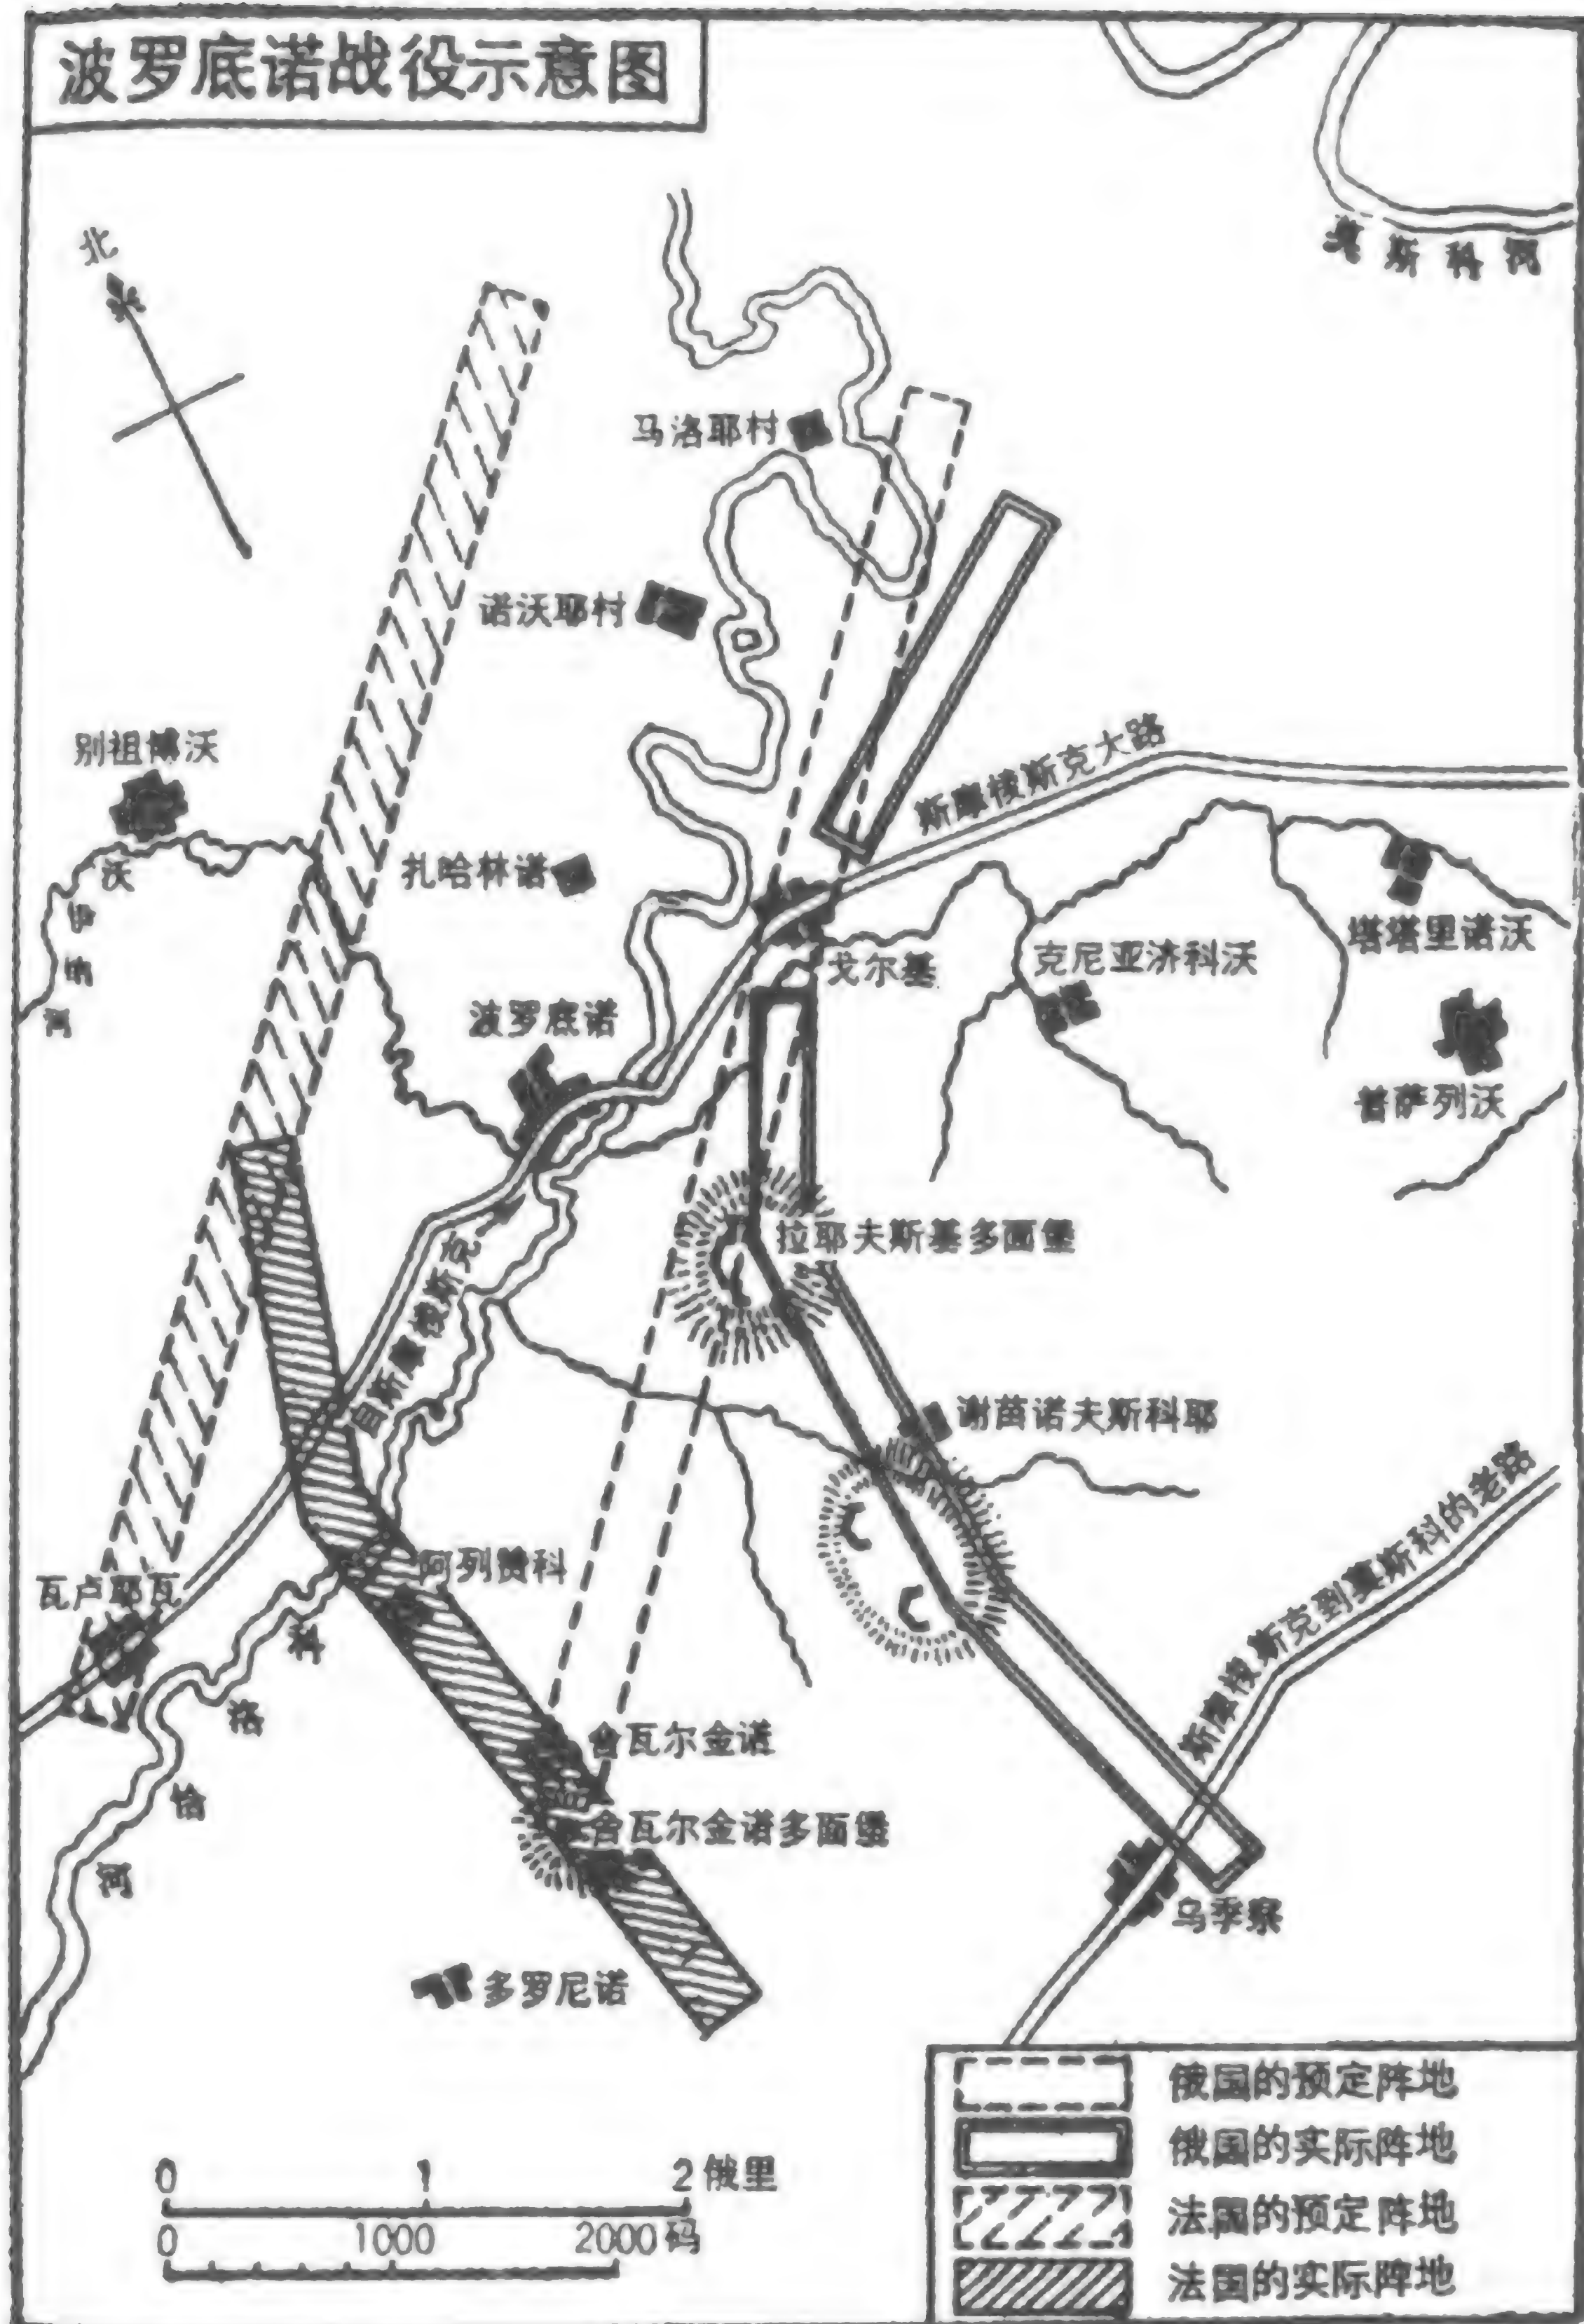 波罗底诺战役示意图
北
莫斯科河
马洛耶村
诺沃耶村
别祖博沃
斯摩棱斯克大路
沃伊纳河
扎哈林诺
戈尔基
克尼亚济科沃
塔塔里诺沃
波罗底诺
普萨列沃
拉耶夫斯基多面堡
自斯摩棱斯克
谢苗诺夫斯科耶
斯摩棱斯克到莫斯科的老路
阿列赞科
瓦卢耶瓦
科洛恰河
舍瓦尔金诺
舍瓦尔金诺多面堡
乌季察
多罗尼诺
0 1 2俄里
0 1000 2000码
俄国的预定阵地
俄国的实际阵地
法国的预定阵地
法国的实际阵地